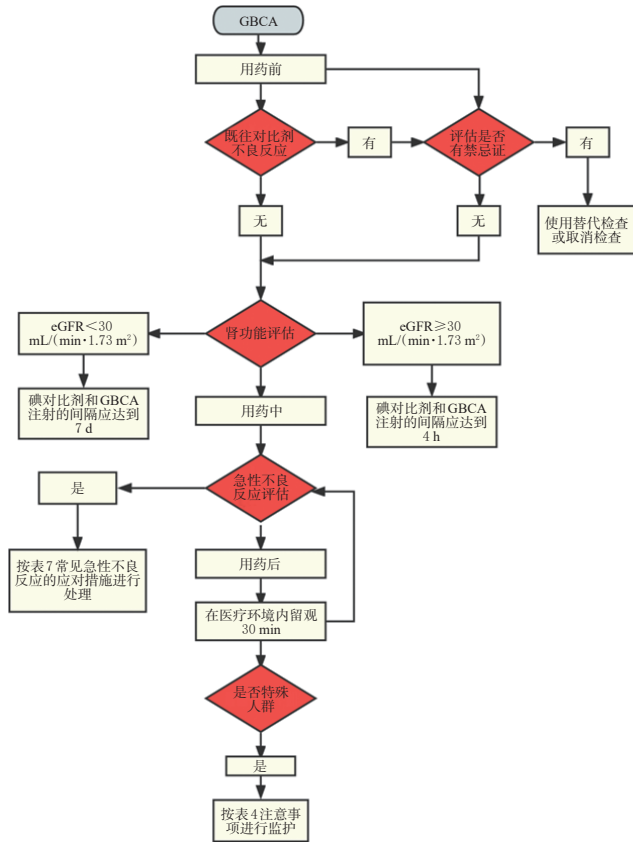 GBCA
用药前
既往对比剂
不良反应
有
评估是否
有禁忌证
有
无
无
使用替代检查
或取消检查
eGFR＜30
mL/(min·1.73 m²)
肾功能评估
eGFR≥30
mL/(min·1.73 m²)
碘对比剂和GBCA
注射的间隔应达到
7 d
用药中
碘对比剂和GBCA
注射的间隔应达到
4 h
是
急性不良
反应评估
按表7常见急性不良
反应的应对措施进行
处理
用药后
在医疗环境内留观
30 min
是否特殊
人群
是
按表4注意事
项进行监护